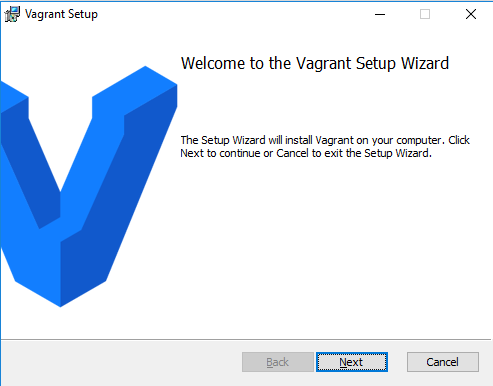 Vagrant Setup
Welcome to the Vagrant Setup Wizard
The Setup Wizard will install Vagrant on your computer. Click
Next to continue or Cancel to exit the Setup Wizard.
Back
Next
Cancel